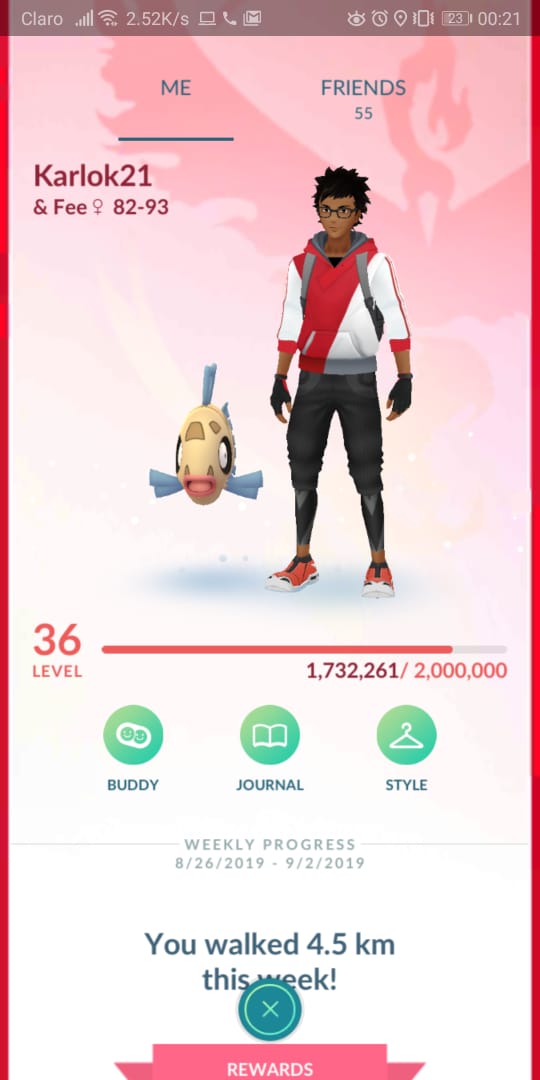 Claro 2.52K/s 23 00:21
ME FRIENDS
55
Karlok21
& Fee♀ 82-93
36
LEVEL
1,732,261/ 2,000,000
BUDDY JOURNAL STYLE
WEEKLY PROGRESS
8/26/2019 - 9/2/2019
You walked 4.5 km
this week!
REWARDS